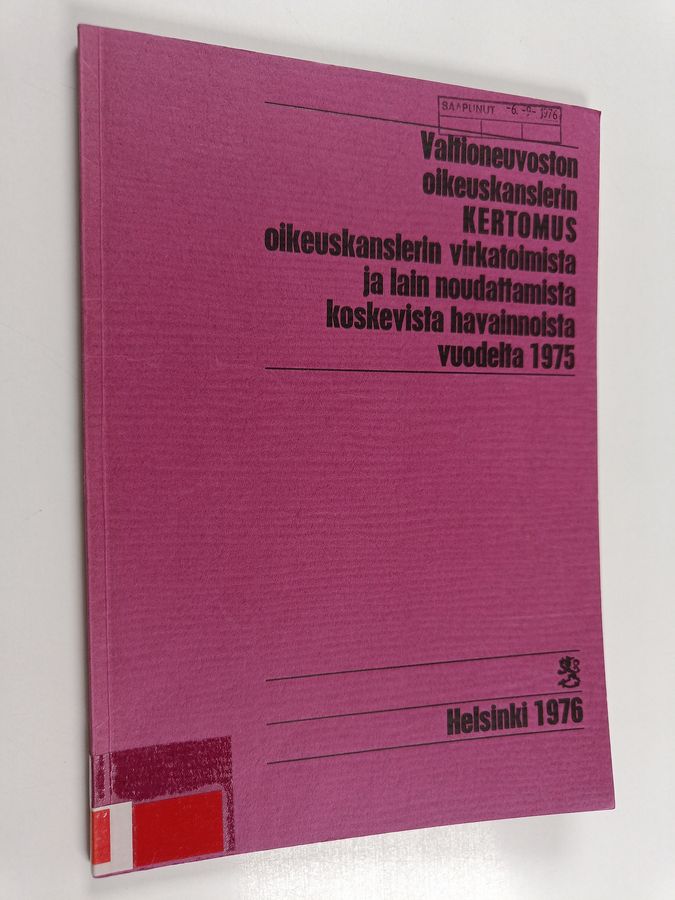 SAAPUNUT -6.-9-1976
Valtioneuvoston
oikeuskanslerin
KERTOMUS
oikeuskanslerin virkatoimista
ja lain noudattamista
koskevista havainnoista
vuodelta 1975
Helsinki 1976